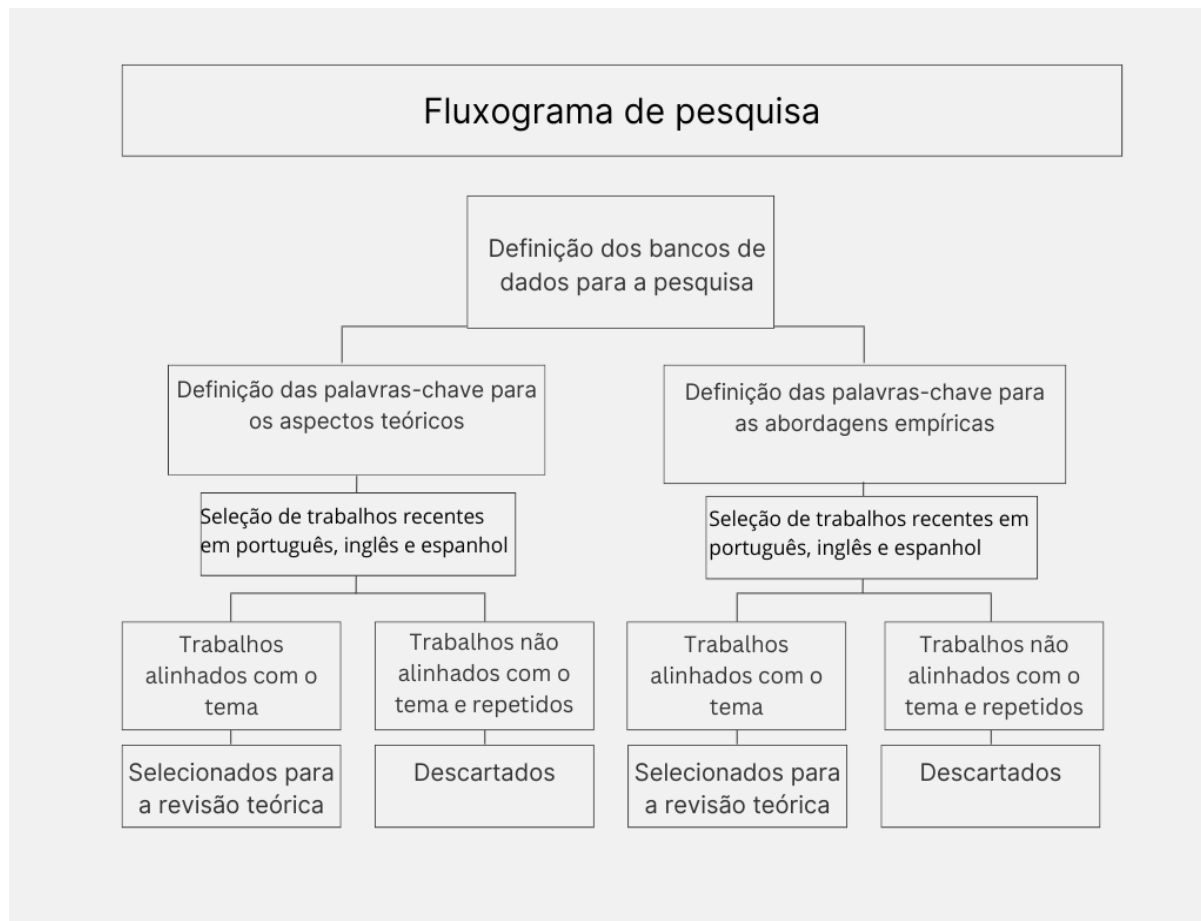 Fluxograma de pesquisa
Definição dos bancos de
dados para a pesquisa
Definição das palavras-chave para
os aspectos teóricos
Definição das palavras-chave para
as abordagens empíricas
Seleção de trabalhos recentes
em português, inglês e espanhol
Seleção de trabalhos recentes em
português, inglês e espanhol
Trabalhos
alinhados com o
tema
Trabalhos não
alinhados com o
tema e repetidos
Trabalhos
alinhados com o
tema
Trabalhos não
alinhados com o
tema e repetidos
Selecionados para
a revisão teórica
Descartados
Selecionados para
a revisão teórica
Descartados